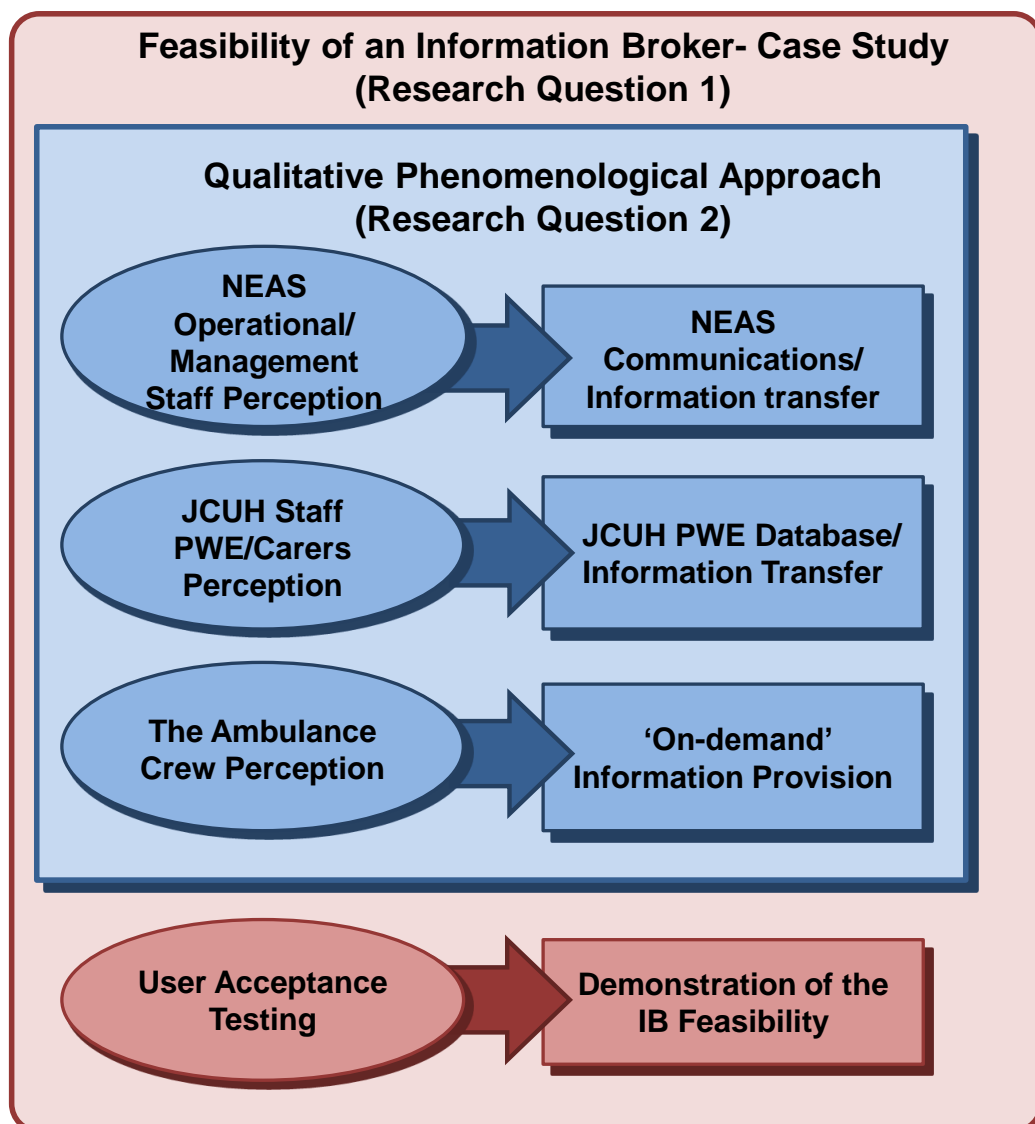 Feasibility of an Information Broker- Case Study
(Research Question 1)
Qualitative Phenomenological Approach
(Research Question 2)
NEAS
Operational/
Management
Staff Perception
NEAS
Communications/
Information transfer
JCUH Staff
PWE/Carers
Perception
JCUH PWE Database/
Information Transfer
The Ambulance
Crew Perception
‘On-demand’
Information Provision
User Acceptance
Testing
Demonstration of the
IB Feasibility